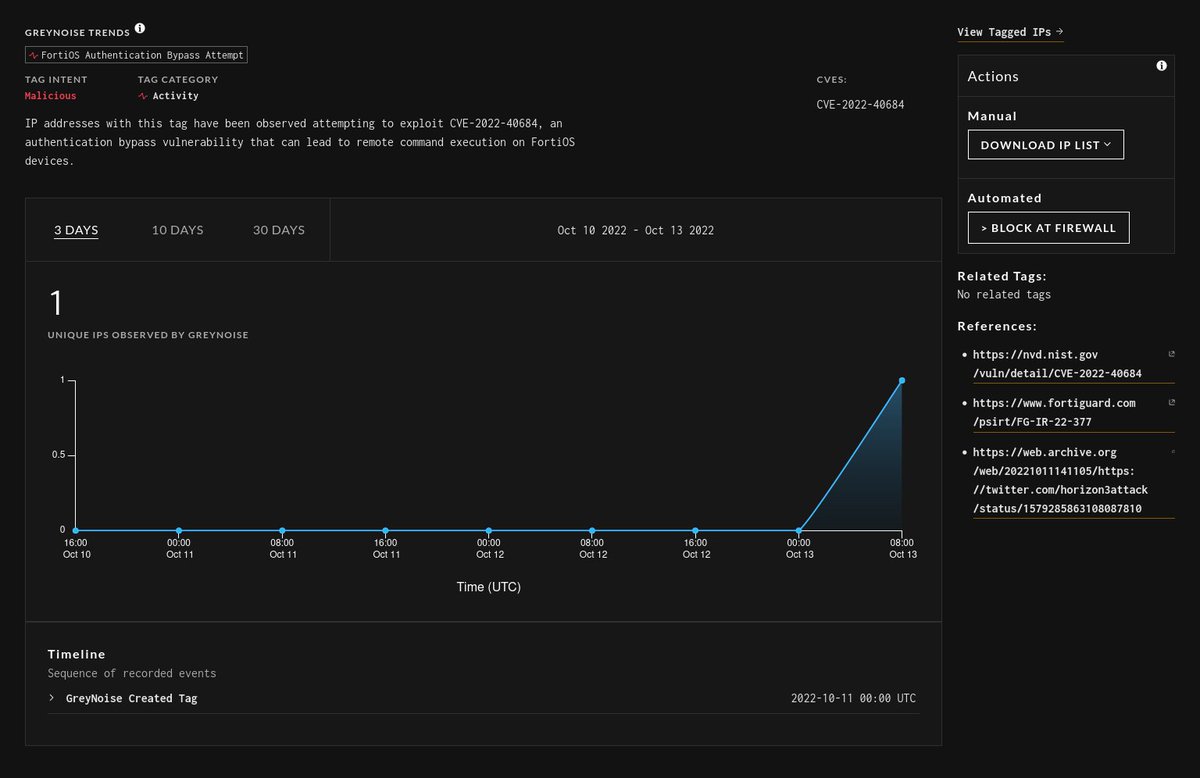 GREYNOISE TRENDS
FortiOS Authentication Bypass Attempt
TAG INTENT
Malicious
TAG CATEGORY
Activity
CVES:
CVE-2022-40684
IP addresses with this tag have been observed attempting to exploit CVE-2022-40684, an
authentication bypass vulnerability that can lead to remote command execution on FortiOS
devices.
3 DAYS 10 DAYS 30 DAYS
Oct 10 2022 - Oct 13 2022
1
UNIQUE IPS OBSERVED BY GREYNOISE
1
0.5
0
16:00 00:00 08:00 16:00 00:00 08:00 16:00 00:00 08:00
Oct 10 Oct 11 Oct 11 Oct 11 Oct 12 Oct 12 Oct 12 Oct 13 Oct 13
Time (UTC)
Timeline
Sequence of recorded events
> GreyNoise Created Tag 2022-10-11 00:00 UTC
View Tagged IPs →
Actions
Manual
DOWNLOAD IP LIST
Automated
> BLOCK AT FIREWALL
Related Tags:
No related tags
References:
• https://nvd.nist.gov
/vuln/detail/CVE-2022-40684
• https://www.fortiguard.com
/psirt/FG-IR-22-377
• https://web.archive.org
/web/20221011141105/https:
//twitter.com/horizon3attack
/status/1579285863108087810